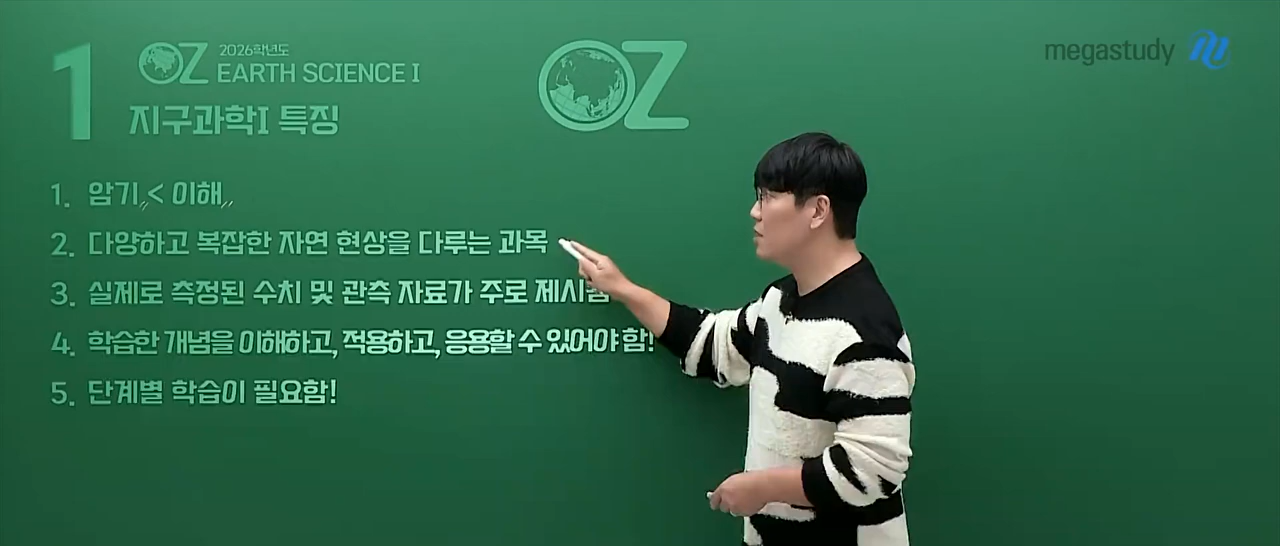 1
OZ 2026학년도
EARTH SCIENCE I
지구과학I 특징
OZ
megastudy
1. 암기,, < 이해,,
2. 다양하고 복잡한 자연 현상을 다루는 과목
3. 실제로 측정된 수치 및 관측 자료가 주로 제시됨
4. 학습한 개념을 이해하고, 적용하고, 응용할 수 있어야 함!
5. 단계별 학습이 필요함!